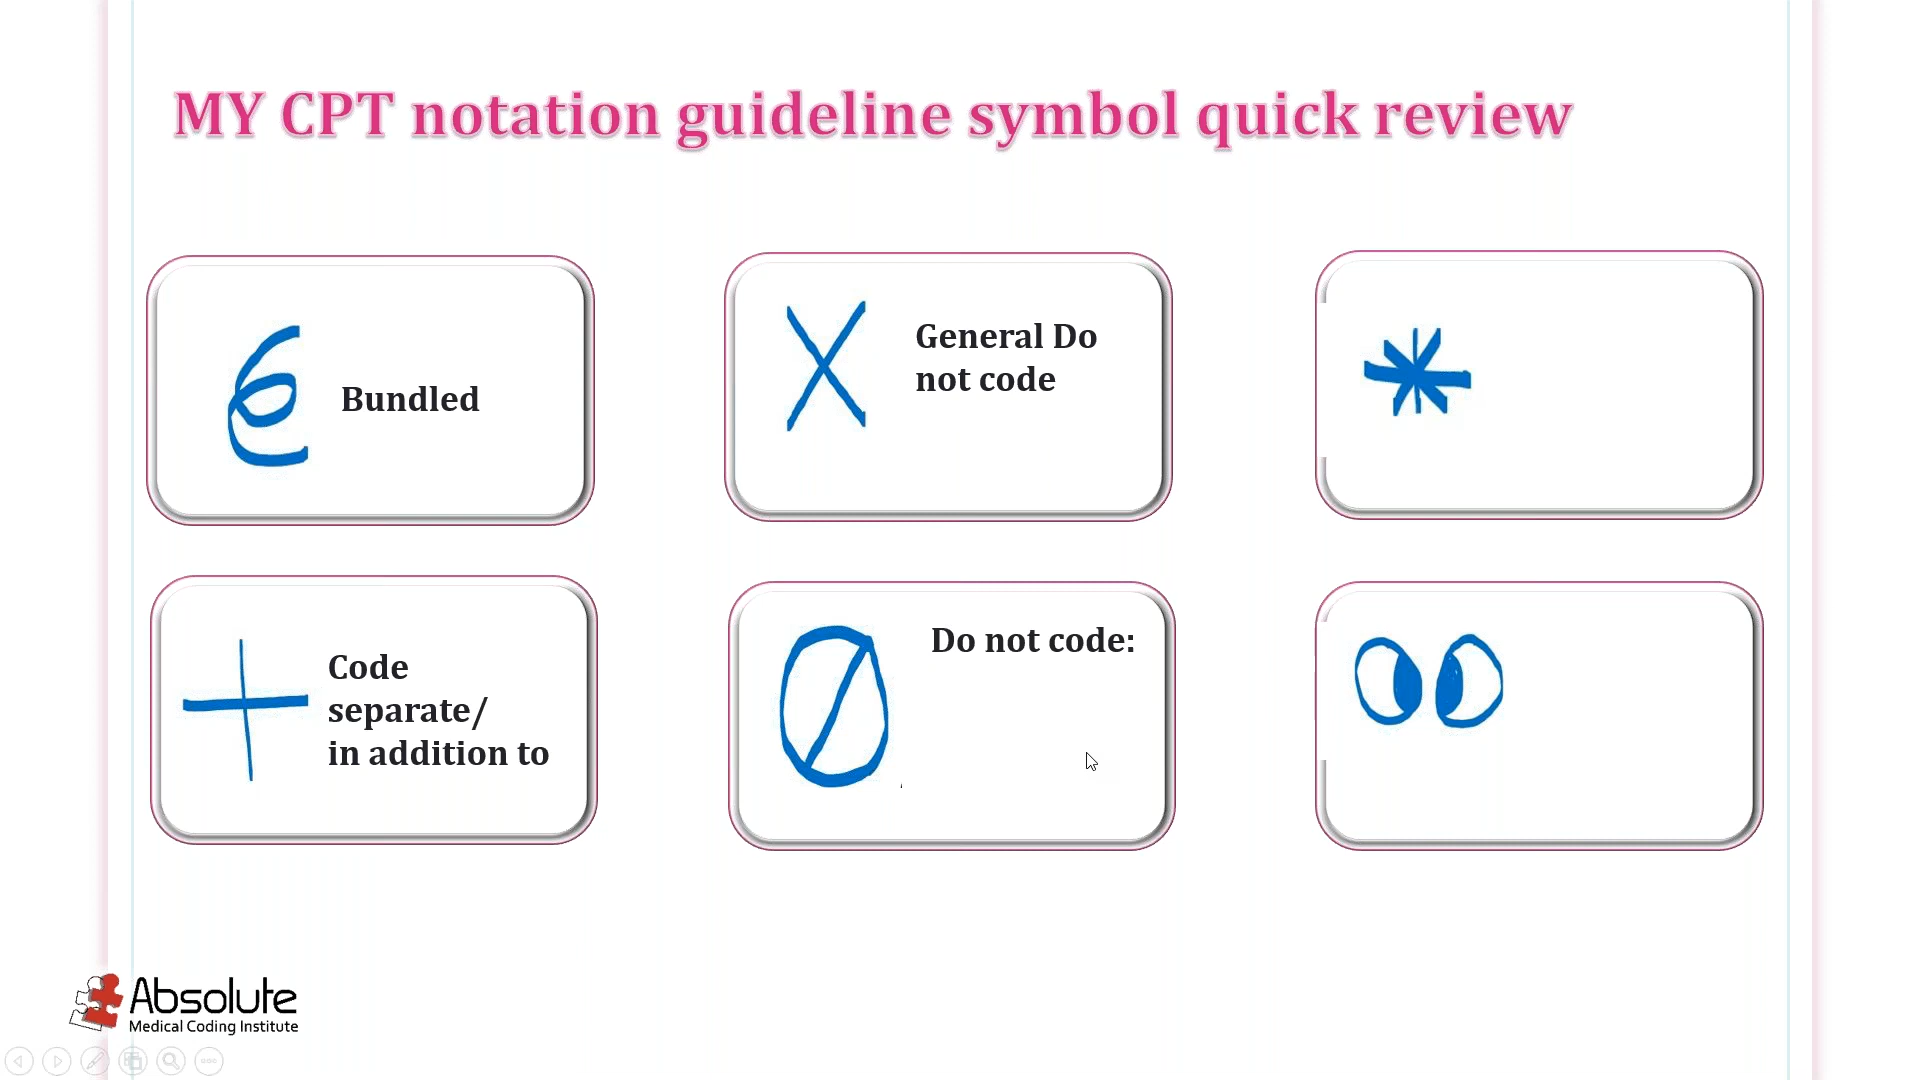 MY CPT notation guideline symbol quick review
Bundled
General Do
not code
Code
separate/
in addition to
Do not code:
Absolute
Medical Coding Institute